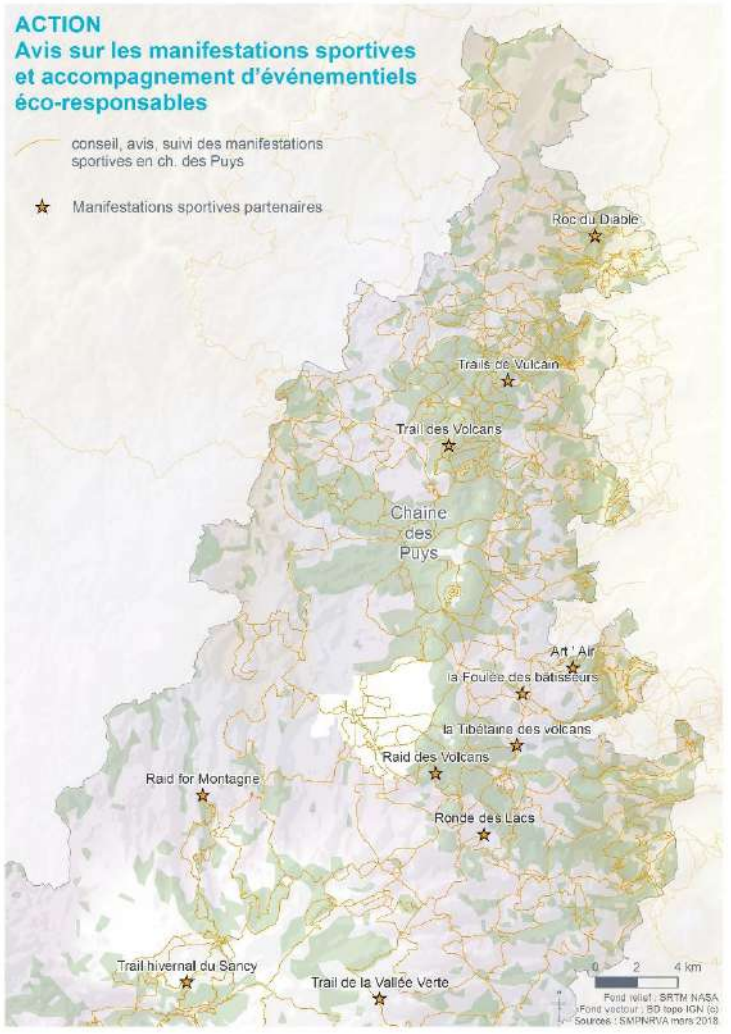 ACTION
Avis sur les manifestations sportives
et accompagnement d'événementiels
éco-responsables
conseil, avis, suivi des manifestations
sportives en ch. des Puys
Manifestations sportives partenaires
Roc du Diable
Trails de Vulcain
Trail des Volcans
Chaine
des
Puys
Art ' Air
la Foulée des bâtisseurs
la Tibétaine des volcans
Raid des Volcans
Raid for Montagne
Ronde des Lacs
Trail hivernal du Sancy
Trail de la Vallée Verte
0 2 4 km
Fond relief : SRTM NASA
Fond vecteur : BD topo IGN (c)
Sources : SMPNRVA mars 2018